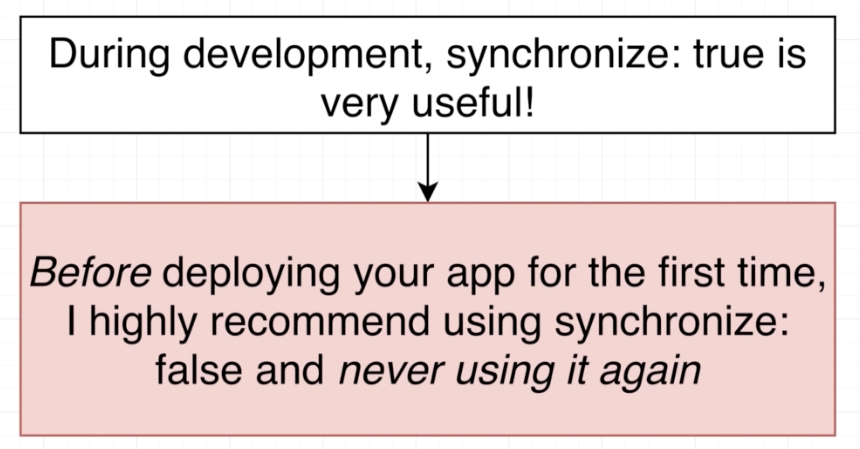 During development, synchronize: true is
very useful!
Before deploying your app for the first time,
I highly recommend using synchronize:
false and never using it again